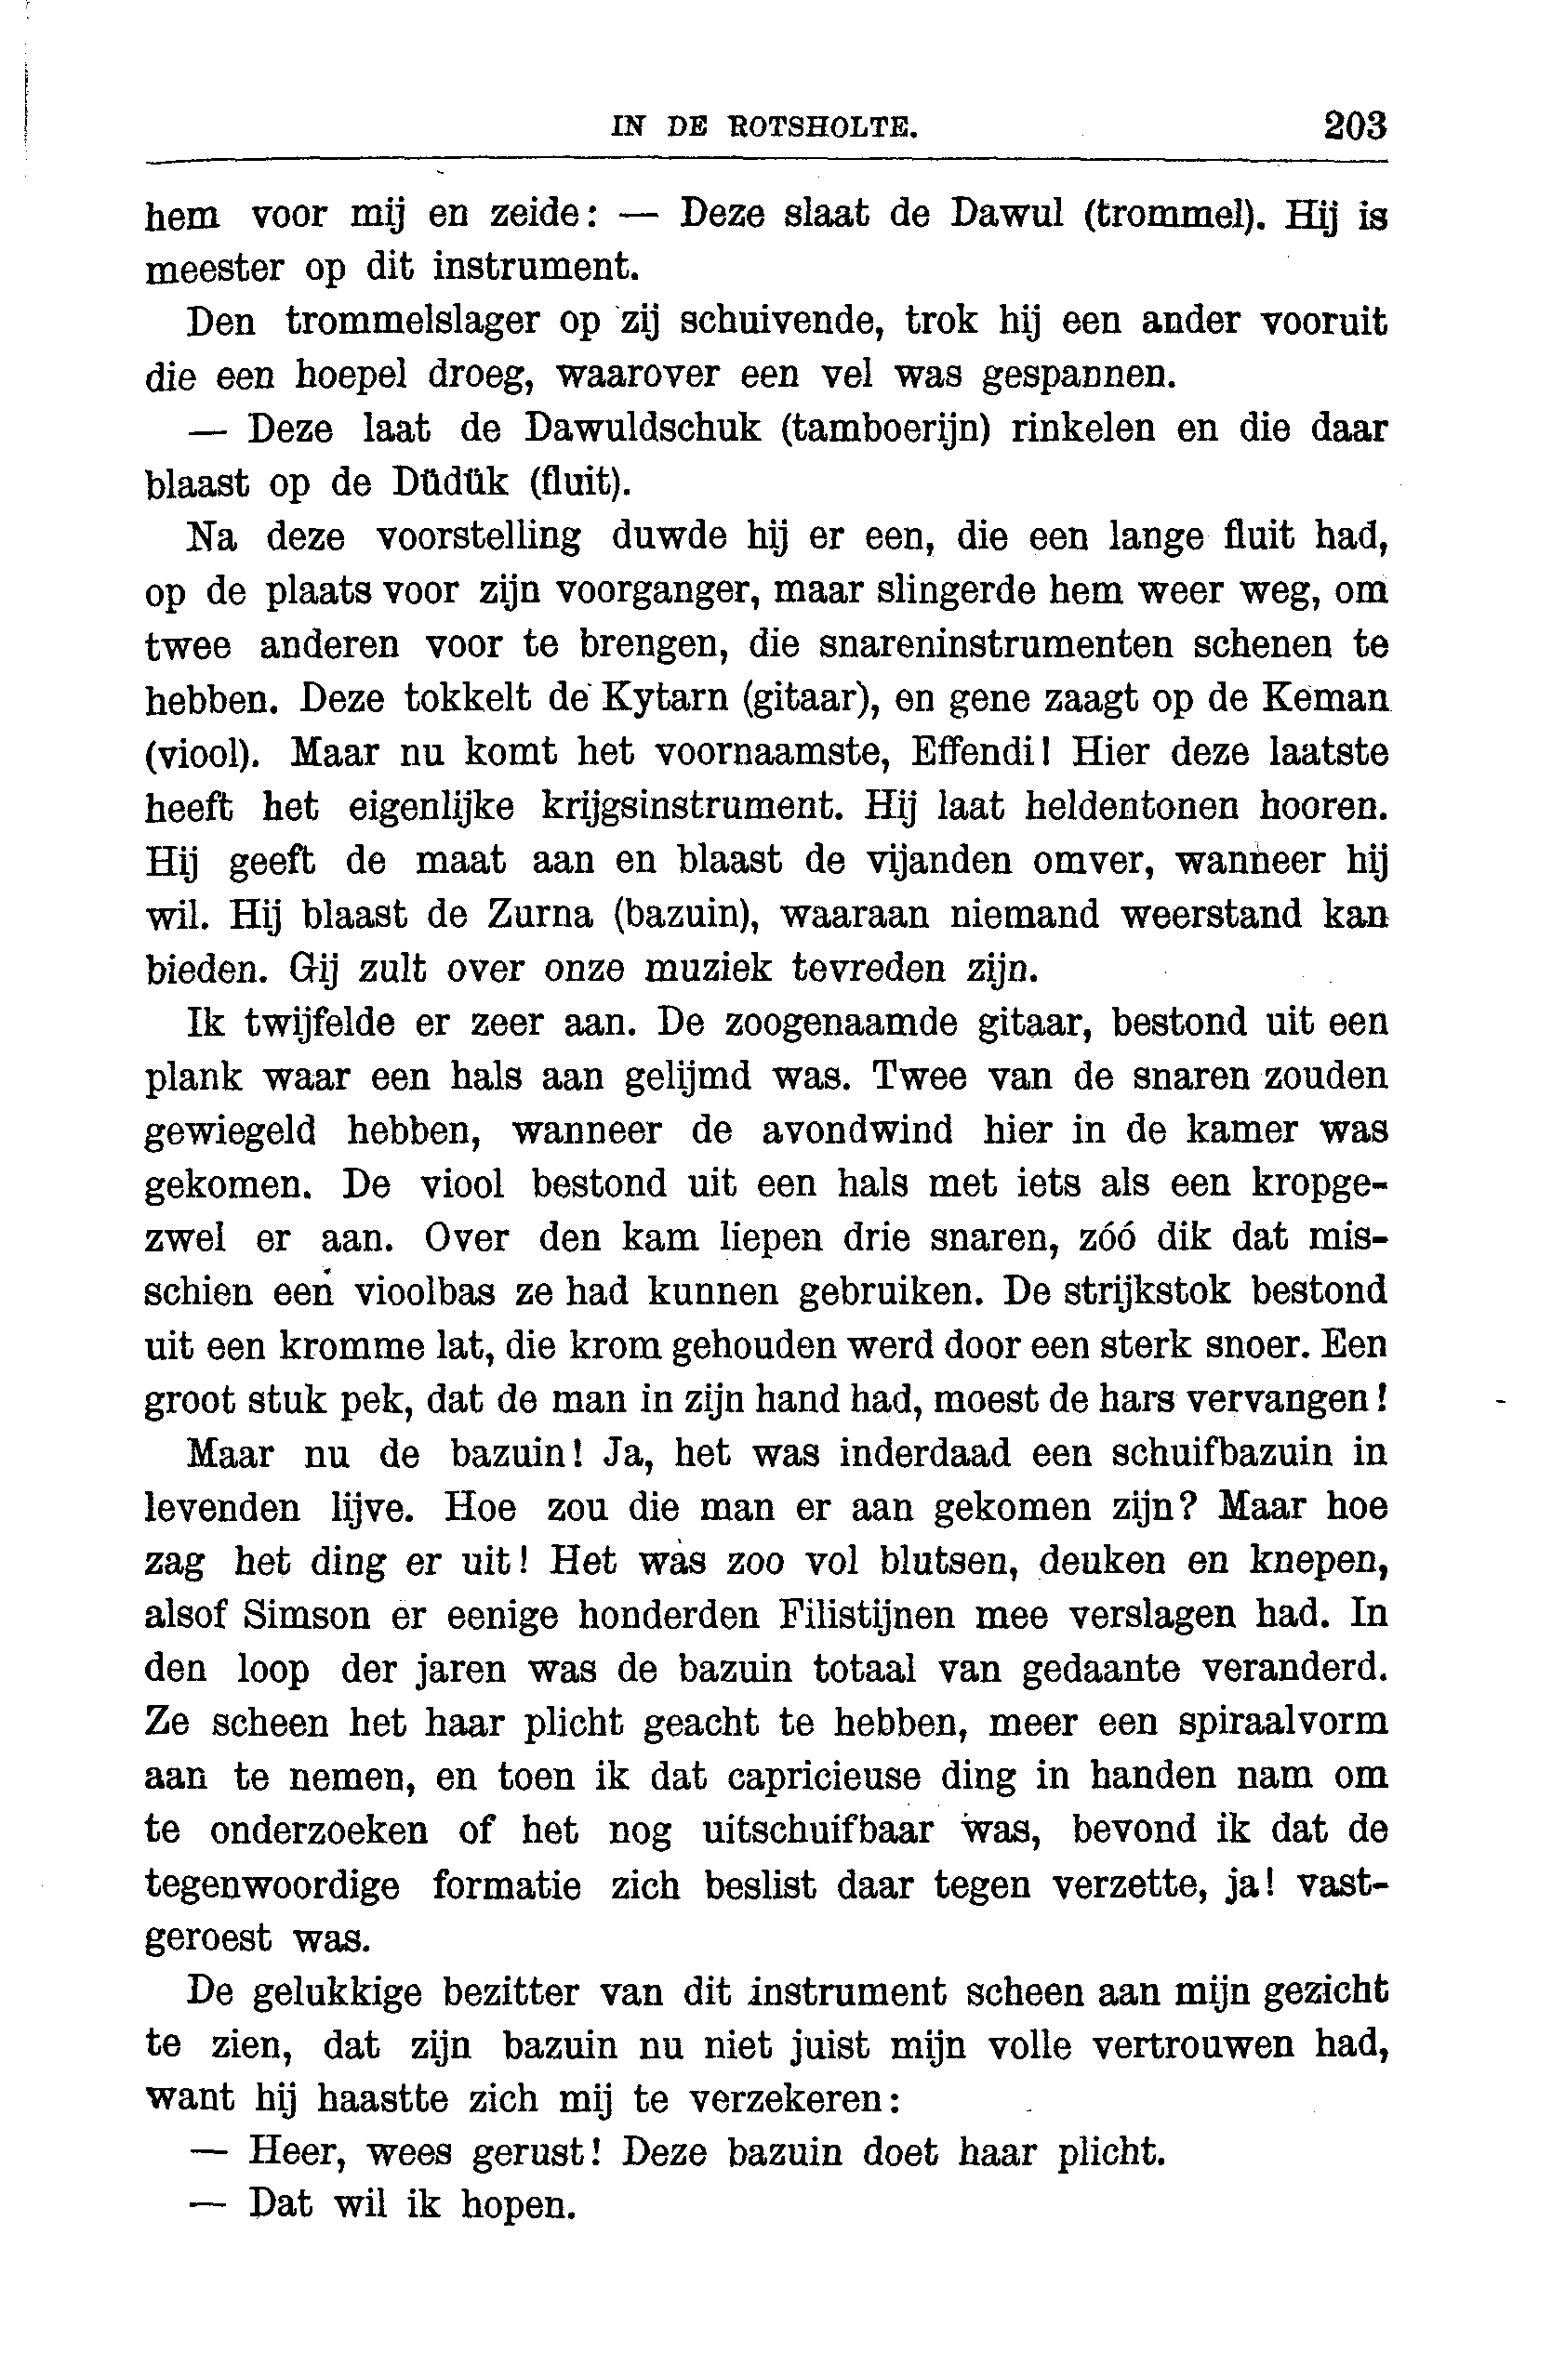 IN DE ROTSHOLTE. 203
hem voor mij en zeide: — Deze slaat de Dawul (trommel). Hij is
meester op dit instrument.
Den trommelslager op zij schuivende, trok hij een ander vooruit
die een hoepel droeg, waarover een vel was gespannen.
— Deze laat de Dawuldschuk (tamboerijn) rinkelen en die daar
blaast op de Düdük (fluit).
Na deze voorstelling duwde hij er een, die een lange fluit had,
op de plaats voor zijn voorganger, maar slingerde hem weer weg, om
twee anderen voor te brengen, die snareninstrumenten schenen te
hebben. Deze tokkelt de Kytarn (gitaar), en gene zaagt op de Keman
(viool). Maar nu komt het voornaamste, Effendi! Hier deze laatste
heeft het eigenlijke krijgsinstrument. Hij laat heldentonen hooren.
Hij geeft de maat aan en blaast de vijanden omver, wanneer hij
wil. Hij blaast de Zurna (bazuin), waaraan niemand weerstand kan
bieden. Gij zult over onze muziek tevreden zijn.
Ik twijfelde er zeer aan. De zoogenaamde gitaar, bestond uit een
plank waar een hals aan gelijmd was. Twee van de snaren zouden
gewiegeld hebben, wanneer de avondwind hier in de kamer was
gekomen. De viool bestond uit een hals met iets als een kropge-
zwel er aan. Over den kam liepen drie snaren, zóó dik dat mis-
schien een vioolbas ze had kunnen gebruiken. De strijkstok bestond
uit een kromme lat, die krom gehouden werd door een sterk snoer. Een
groot stuk pek, dat de man in zijn hand had, moest de hars vervangen!
Maar nu de bazuin! Ja, het was inderdaad een schuifbazuin in
levenden lijve. Hoe zou die man er aan gekomen zijn? Maar hoe
zag het ding er uit! Het was zoo vol blutsen, deuken en knepen,
alsof Simson er eenige honderden Filistijnen mee verslagen had. In
den loop der jaren was de bazuin totaal van gedaante veranderd.
Ze scheen het haar plicht geacht te hebben, meer een spiraalvorm
aan te nemen, en toen ik dat capricieuse ding in handen nam om
te onderzoeken of het nog uitschuifbaar was, bevond ik dat de
tegenwoordige formatie zich beslist daar tegen verzette, ja! vast-
geroest was.
De gelukkige bezitter van dit instrument scheen aan mijn gezicht
te zien, dat zijn bazuin nu niet juist mijn volle vertrouwen had,
want hij haastte zich mij te verzekeren:
— Heer, wees gerust! Deze bazuin doet haar plicht.
— Dat wil ik hopen.